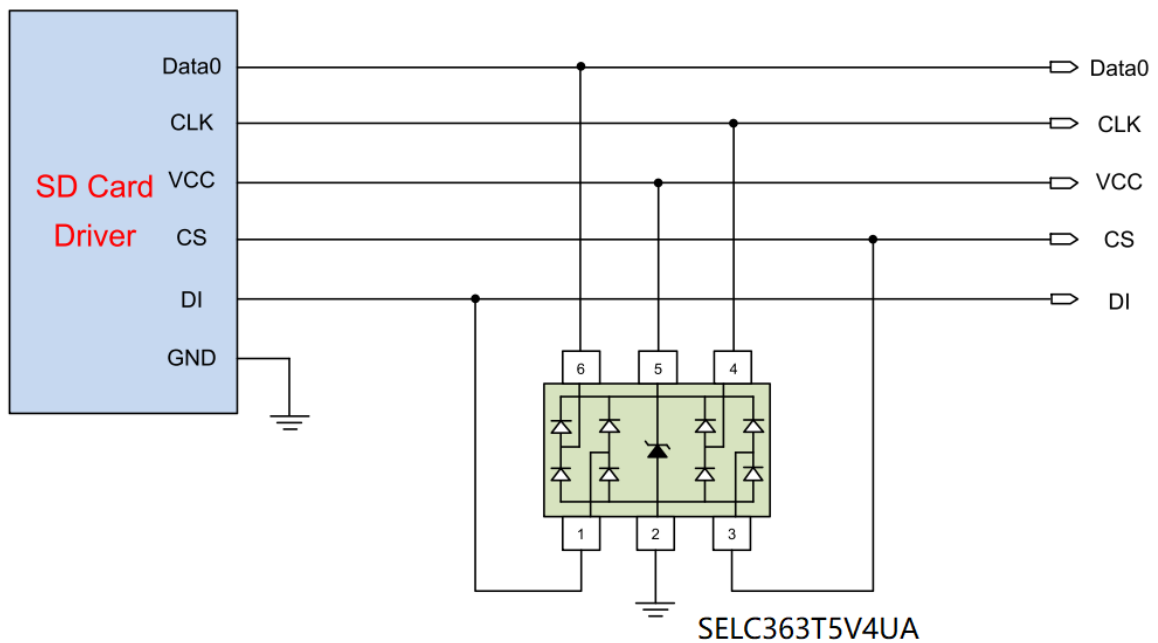 Data0
Data0
CLK
CLK
SD Card
Driver
VCC
VCC
CS
CS
DI
DI
GND
6
5
4
1
2
3
SELC363T5V4UA